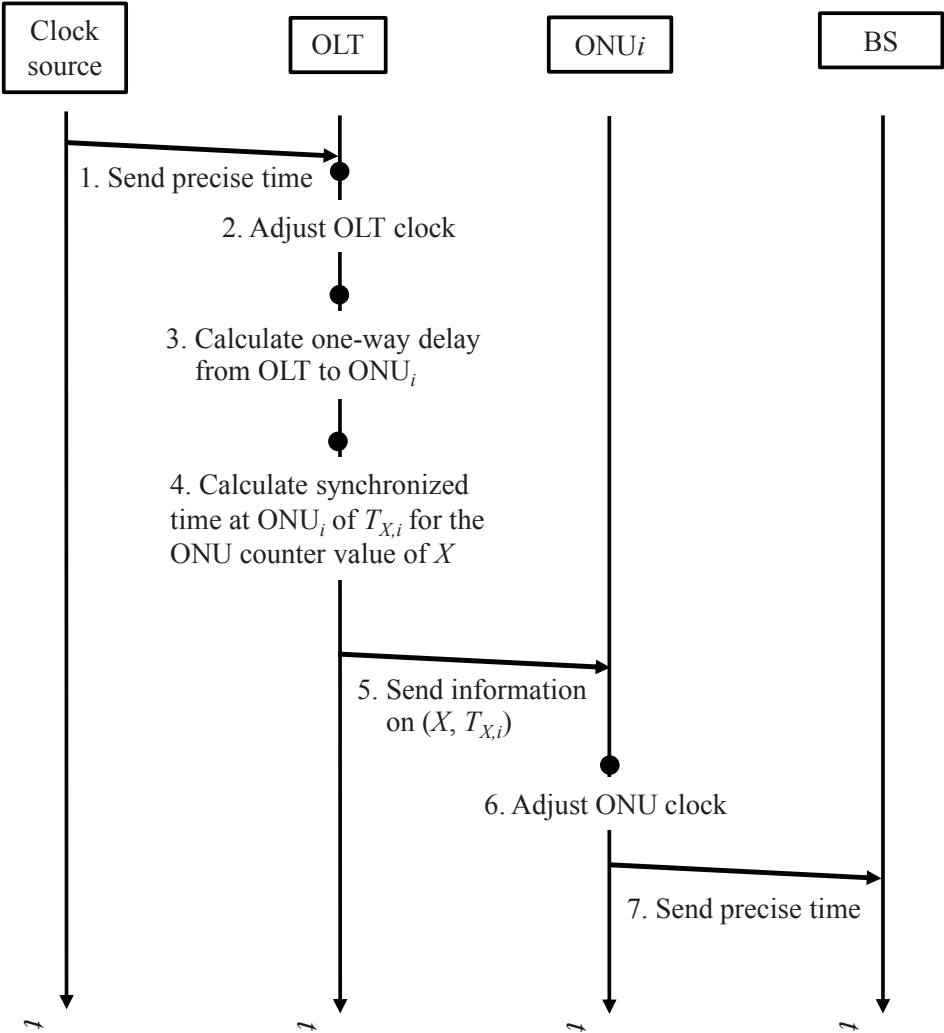 Clock
source
OLT
ONUi
BS
1. Send precise time
2. Adjust OLT clock
3. Calculate one-way delay
from OLT to ONUi
4. Calculate synchronized
time at ONUi of TX,i for the
ONU counter value of X
5. Send information
on (X, TX,i)
6. Adjust ONU clock
7. Send precise time
t
t
t
t